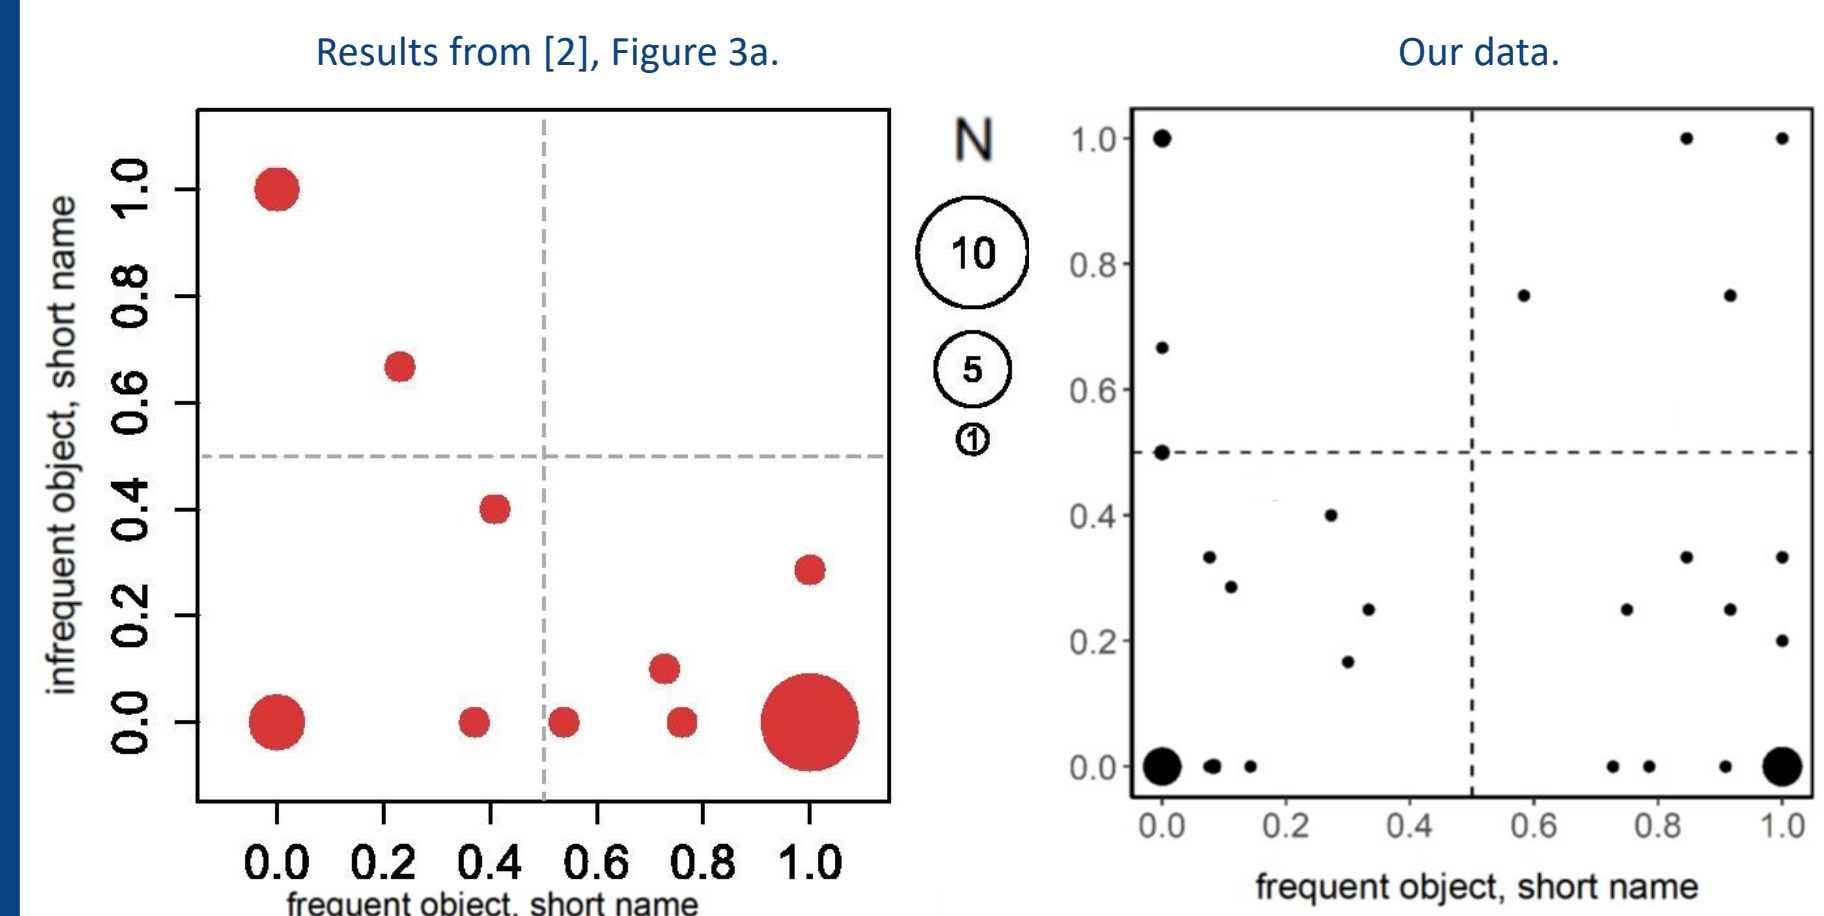 Results from [2], Figure 3a.
infrequent object, short name
1.0
0.8
0.6
0.4
0.2
0.0
0.0 0.2 0.4 0.6 0.8 1.0
frequent object, short name
N
10
5
1
Our data.
1.0
0.8
0.6
0.4
0.2
0.0
0.0 0.2 0.4 0.6 0.8 1.0
frequent object, short name